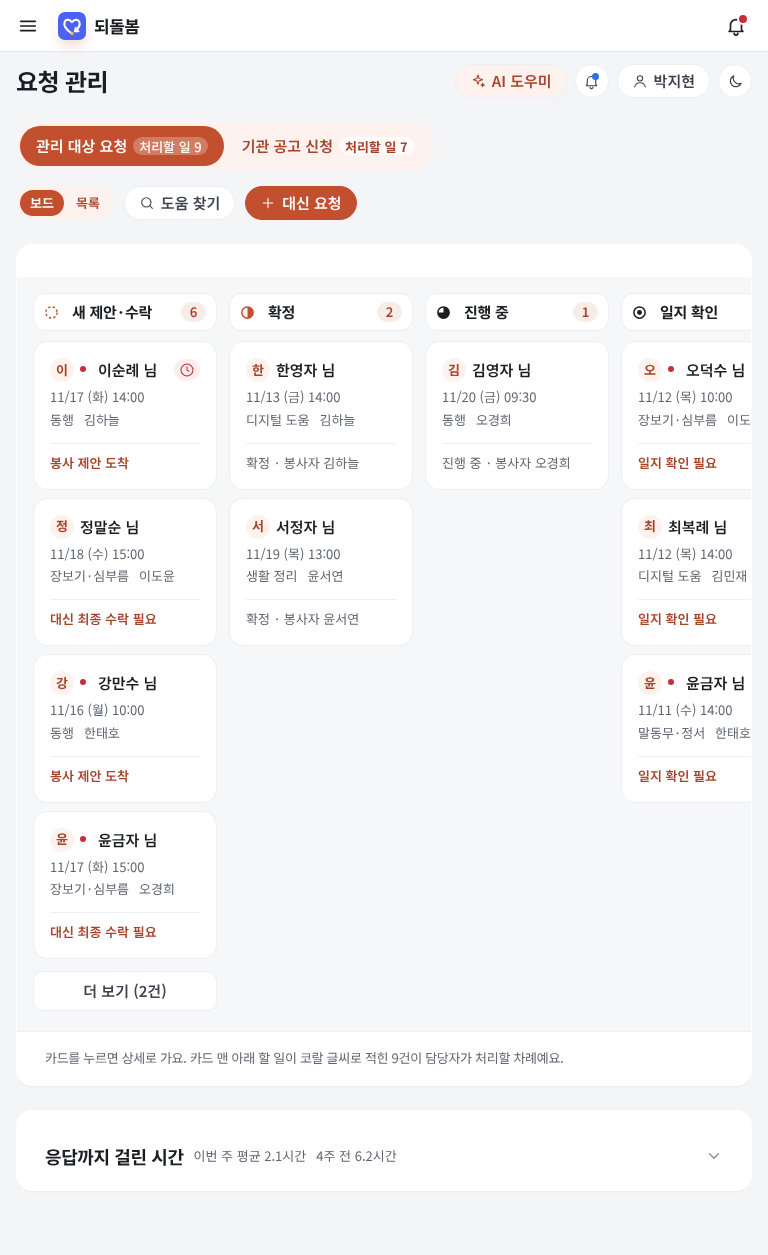 되돌봄
요청 관리
AI 도우미
박지현
관리 대상 요청 처리할 일 9
기관 공고 신청 처리할 일 7
보드
목록
도움 찾기
대신 요청
새 제안·수락 6
이 이순례 님
11/17 (화) 14:00
동행 김하늘
봉사 제안 도착
정 정말순 님
11/18 (수) 15:00
장보기·심부름 이도윤
대신 최종 수락 필요
강 강만수 님
11/16 (월) 10:00
동행 한태호
봉사 제안 도착
윤 윤금자 님
11/17 (화) 15:00
장보기·심부름 오경희
대신 최종 수락 필요
더 보기 (2건)
확정 2
한 한영자 님
11/13 (금) 14:00
디지털 도움 김하늘
확정 · 봉사자 김하늘
서 서정자 님
11/19 (목) 13:00
생활 정리 윤서연
확정 · 봉사자 윤서연
진행 중 1
김 김영자 님
11/20 (금) 09:30
동행 오경희
진행 중 · 봉사자 오경희
일지 확인
오 오덕수 님
11/12 (목) 10:00
장보기·심부름 이도
일지 확인 필요
최 최복례 님
11/12 (목) 14:00
디지털 도움 김민재
일지 확인 필요
윤 윤금자 님
11/11 (수) 14:00
말동무·정서 한태호
일지 확인 필요
카드를 누르면 상세로 가요. 카드 맨 아래 할 일이 코랄 글씨로 적힌 9건이 담당자가 처리할 차례예요.
응답까지 걸린 시간 이번 주 평균 2.1시간 4주 전 6.2시간